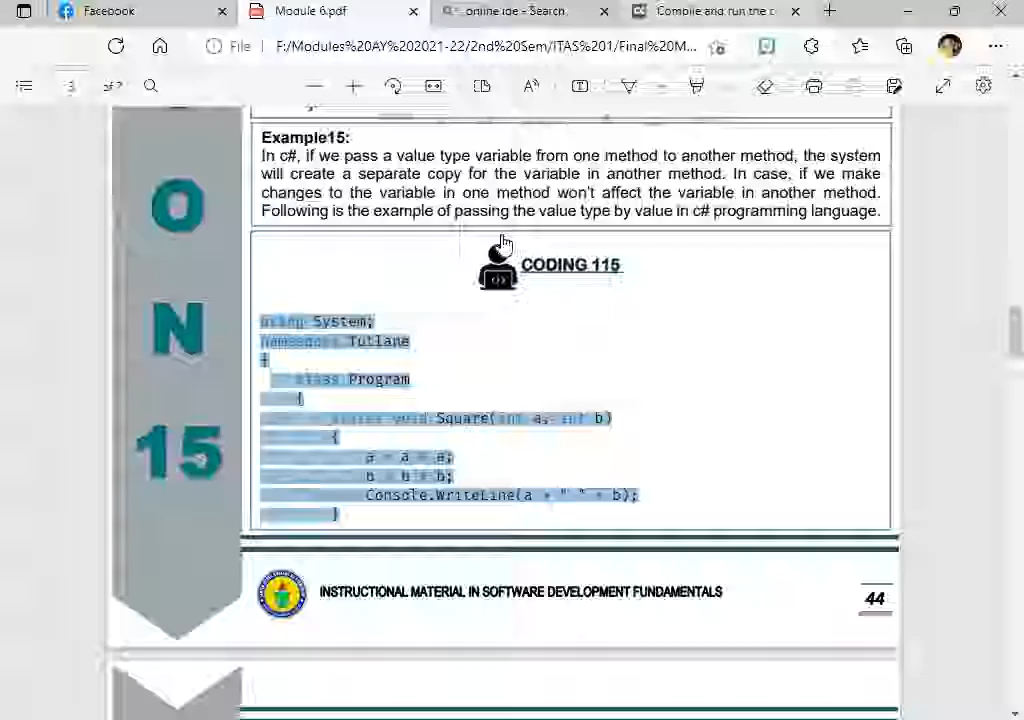 Facebook
Module 6.pdf
online ide - Search
Compile and run the c
File
F:/Modules%20AY%202021-22/2nd%20Sem/ITAS%201/Final%20M...
3
of ?
Example15:
In c#, if we pass a value type variable from one method to another method, the system
will create a separate copy for the variable in another method. In case, if we make
changes to the variable in one method won't affect the variable in another method.
Following is the example of passing the value type by value in c# programming language.
O
N
15
CODING 115
using System;
namespace Tutlane
{
class Program
{
static void Square(int a, int b)
{
a = a * a;
b = b * b;
Console.WriteLine(a + " " + b);
}
INSTRUCTIONAL MATERIAL IN SOFTWARE DEVELOPMENT FUNDAMENTALS
44